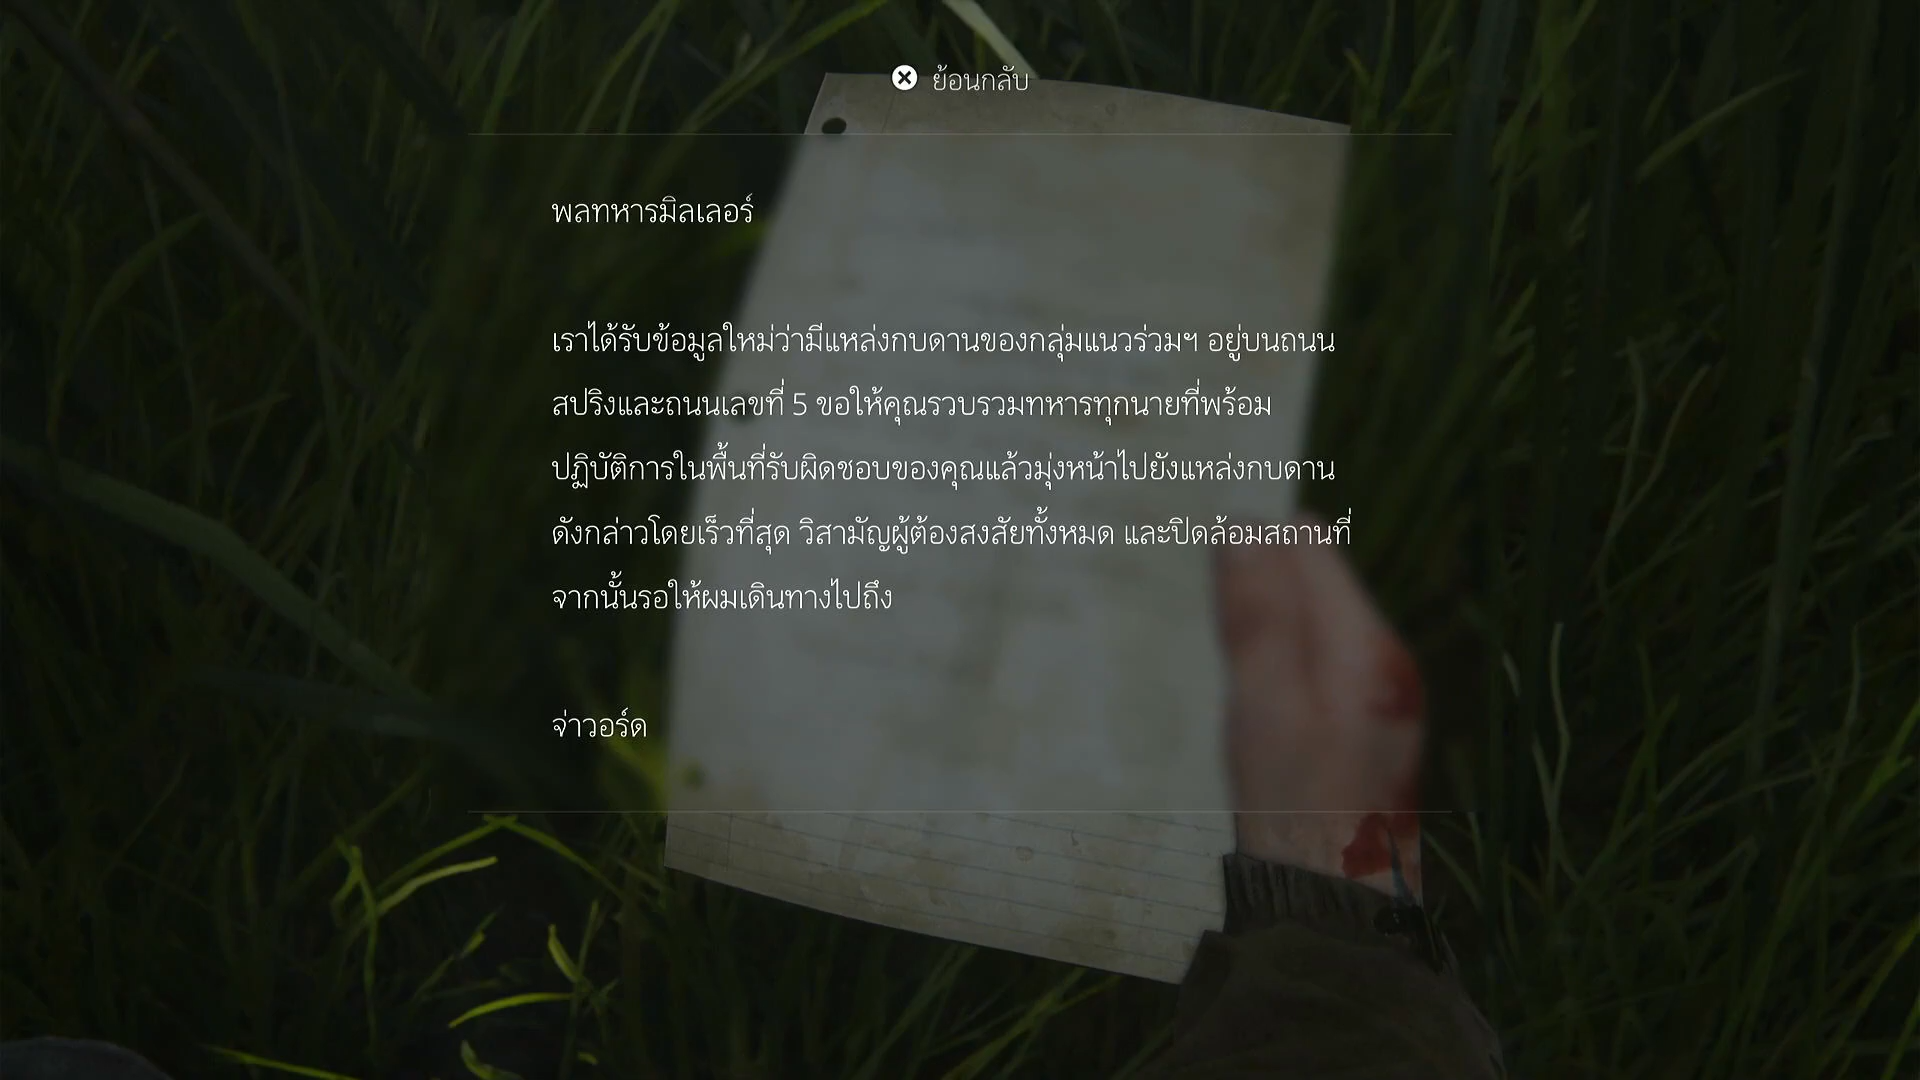 ย้อนกลับ
พลทหารมิลเลอร์
เราได้รับข้อมูลใหม่ว่ามีแหล่งกบดานของกลุ่มแนวร่วมฯ อยู่บนถนน
สปริงและถนนเลขที่ 5 ขอให้คุณรวบรวมทหารทุกนายที่พร้อม
ปฏิบัติการในพื้นที่รับผิดชอบของคุณแล้วมุ่งหน้าไปยังแหล่งกบดาน
ดังกล่าวโดยเร็วที่สุด วิสามัญผู้ต้องสงสัยทั้งหมด และปิดล้อมสถานที่
จากนั้นรอให้ผมเดินทางไปถึง
จ่าวอร์ด